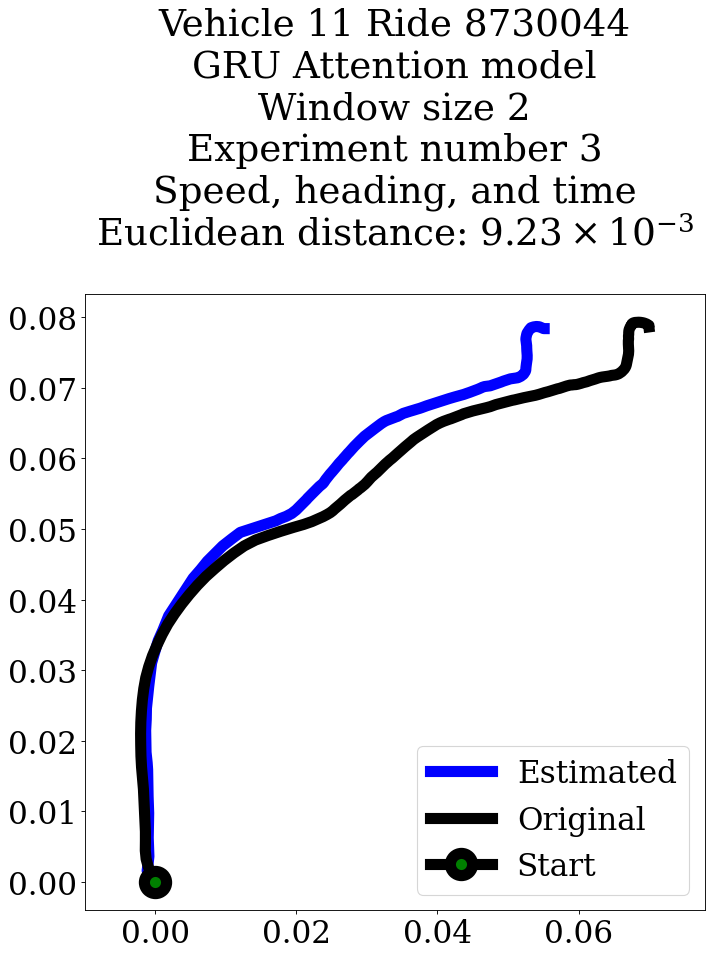 Vehicle 11 Ride 8730044
GRU Attention model
Window size 2
Experiment number 3
Speed, heading, and time
Euclidean distance: 9.23 × 10⁻³
0.08
0.07
0.06
0.05
0.04
0.03
0.02
0.01
0.00
Estimated
Original
Start
0.00 0.02 0.04 0.06